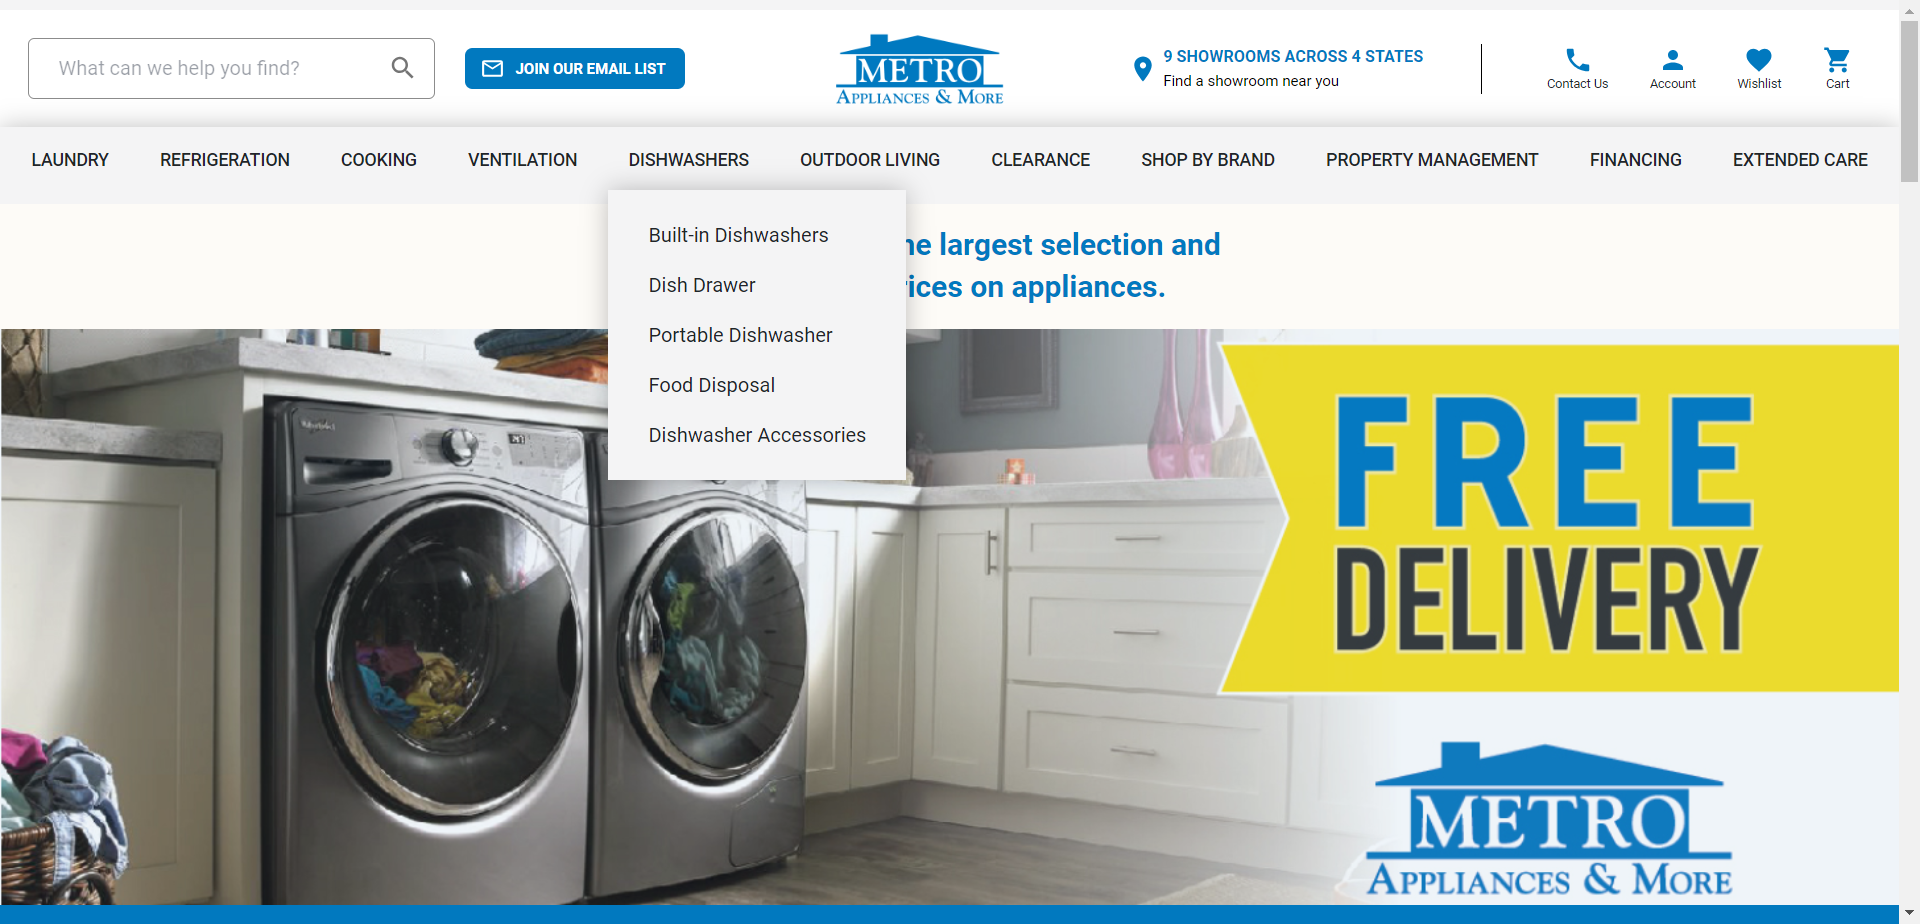 What can we help you find?
JOIN OUR EMAIL LIST
METRO
APPLIANCES & MORE
9 SHOWROOMS ACROSS 4 STATES
Find a showroom near you
Contact Us
Account
Wishlist
Cart
LAUNDRY
REFRIGERATION
COOKING
VENTILATION
DISHWASHERS
OUTDOOR LIVING
CLEARANCE
SHOP BY BRAND
PROPERTY MANAGEMENT
FINANCING
EXTENDED CARE
Built-in Dishwashers
Dish Drawer
Portable Dishwasher
Food Disposal
Dishwasher Accessories
largest selection and
on appliances.
FREE
DELIVERY
METRO
APPLIANCES & MORE